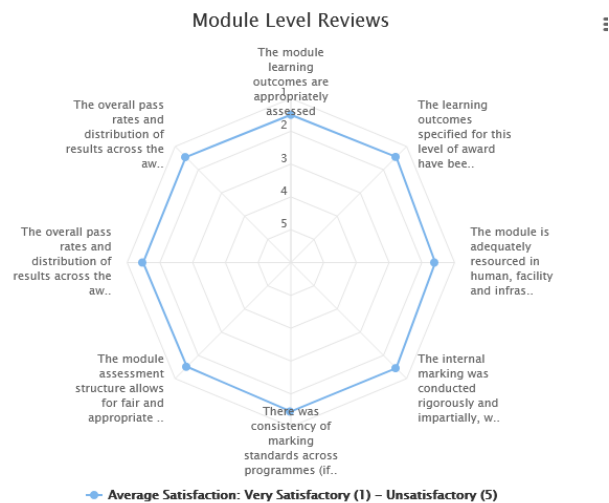 Module Level Reviews
The module
learning
outcomes are
appropriately
assessed
1
2
3
4
5
The learning
outcomes
specified for this
level of award
have bee..
The module is
adequately
resourced in
human, facility
and infras..
The internal
marking was
conducted
rigorously and
impartially, w..
There was
consistency of
marking
standards across
programmes (if..
The module
assessment
structure allows
for fair and
appropriate ..
The overall pass
rates and
distribution of
results across the
aw..
The overall pass
rates and
distribution of
results across the
aw..
Average Satisfaction: Very Satisfactory (1) – Unsatisfactory (5)